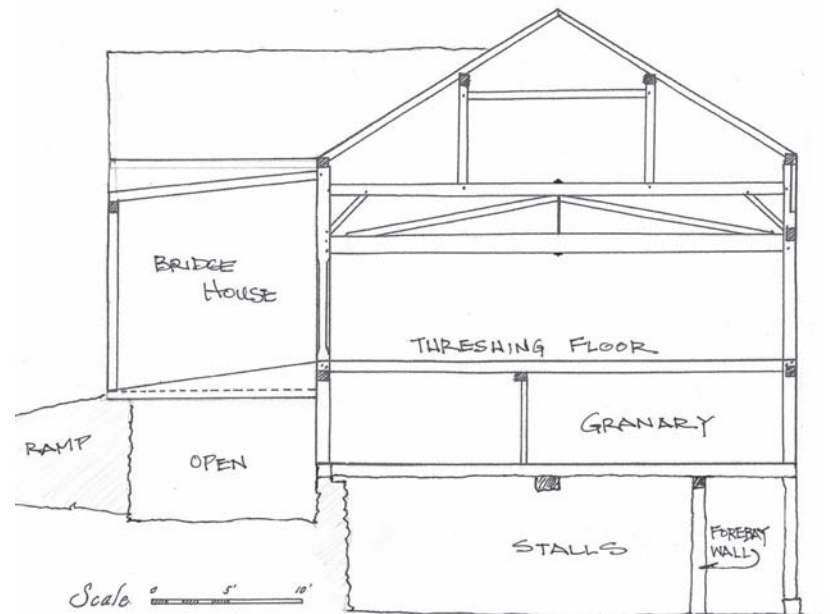 BRIDGE
HOUSE
THRESHING FLOOR
GRANARY
RAMP
OPEN
STALLS
FOREBAY
WALL
Scale 0 5' 10'